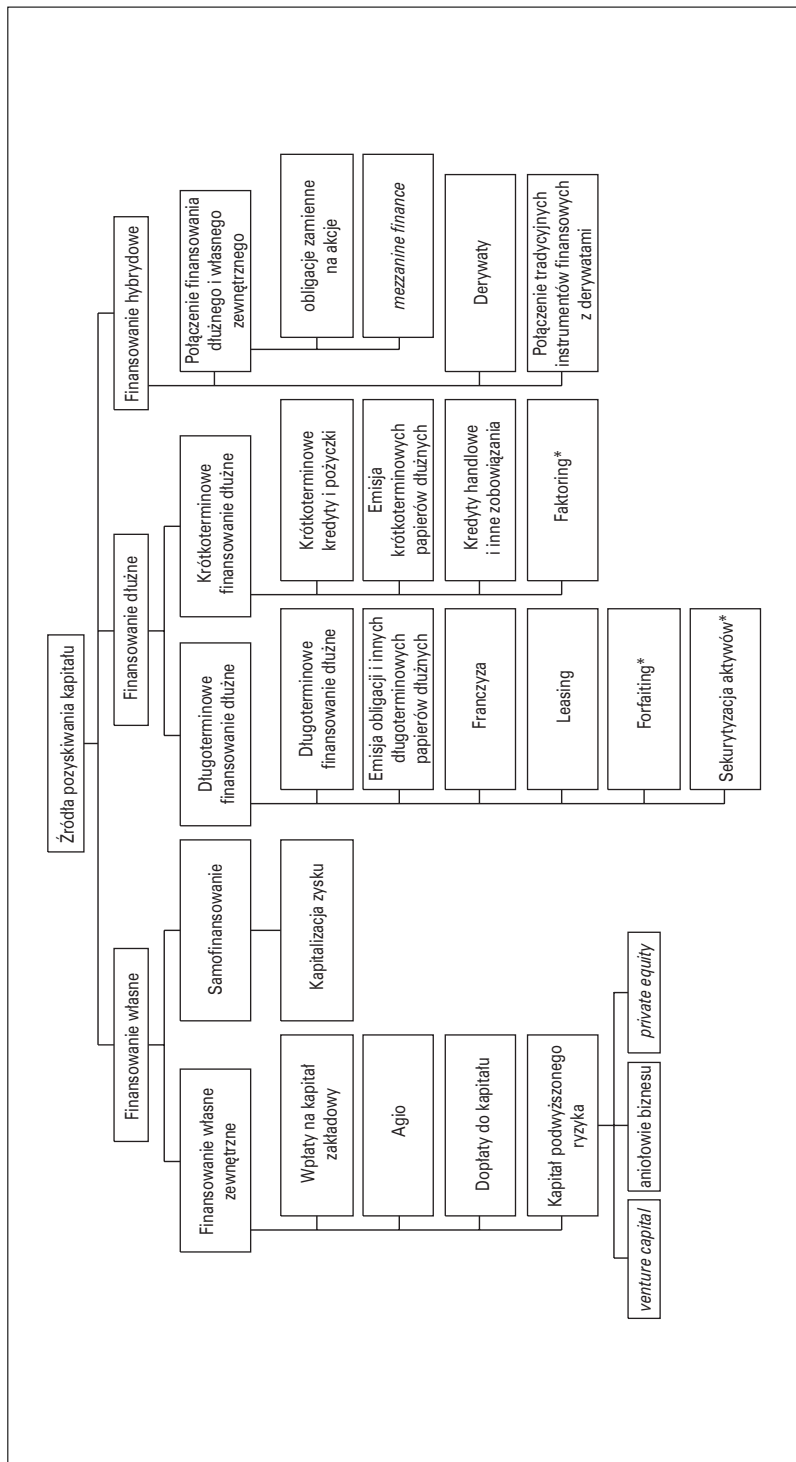 Źródła pozyskiwania kapitału
Finansowanie własne
Finansowanie dłużne
Finansowanie hybrydowe
Finansowanie własne
zewnętrzne
Samofinansowanie
Długoterminowe
finansowanie dłużne
Krótkoterminowe
finansowanie dłużne
Połączenie finansowania
dłużnego i własnego
zewnętrznego
Wpłaty na kapitał
zakładowy
Agio
Dopłaty do kapitału
Kapitał podwyższonego
ryzyka
venture capital
aniołowie biznesu
private equity
Kapitalizacja zysku
Długoterminowe
finansowanie dłużne
Emisja obligacji i innych
długoterminowych
papierów dłużnych
Franczyza
Leasing
Forfaiting*
Sekurytyzacja aktywów*
Krótkoterminowe
kredyty i pożyczki
Emisja
krótkoterminowych
papierów dłużnych
Kredyty handlowe
i inne zobowiązania
Faktoring*
obligacje zamienne
na akcje
mezzanine finance
Derywaty
Połączenie tradycyjnych
instrumentów finansowych
z derywatami